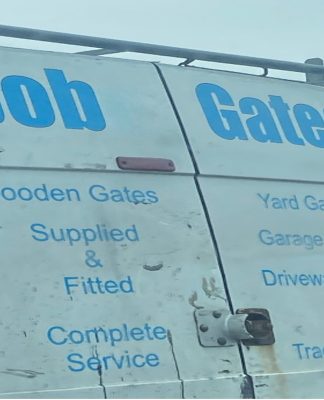 ob Gate
ooden Gates
Supplied
&
Fitted
Complete
Service
Yard Ga
Garage
Drivew
Tra